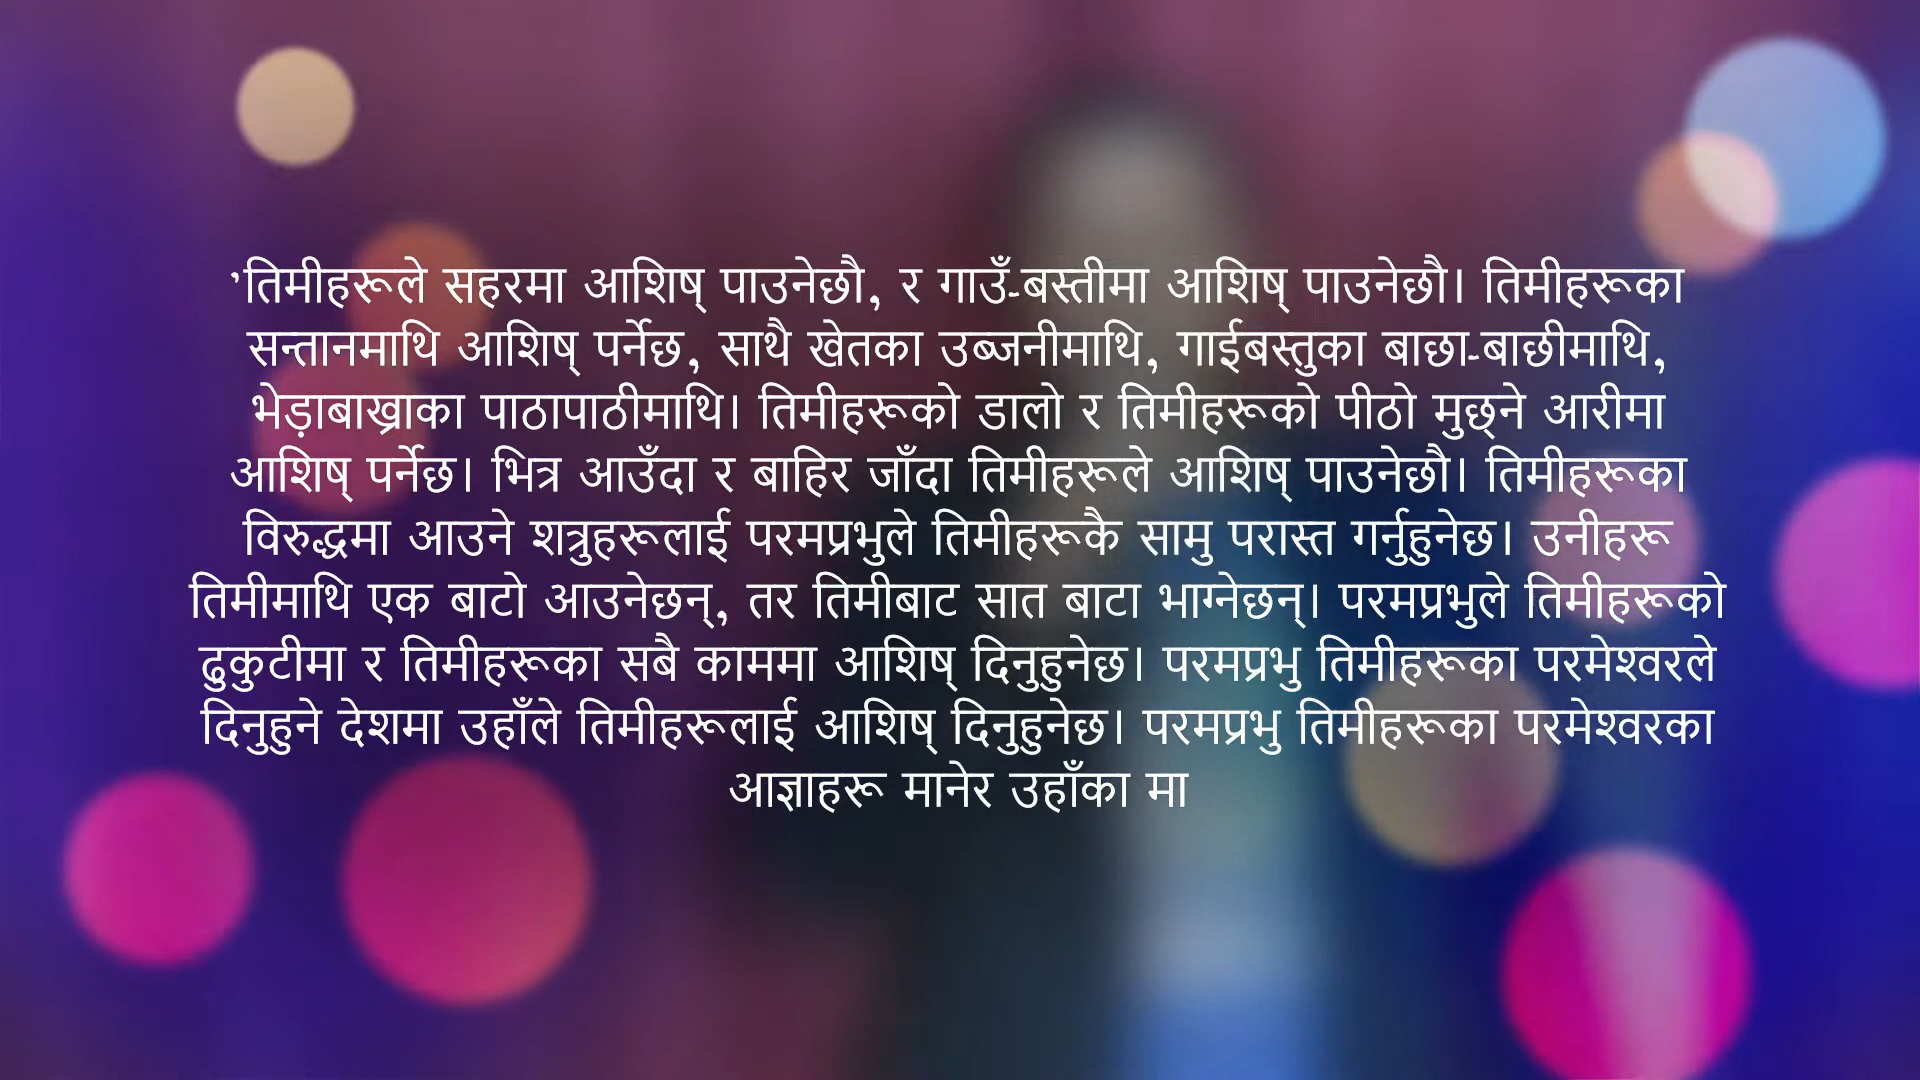 ’तिमीहरूले सहरमा आशिष् पाउनेछौ, र गाउँ-बस्तीमा आशिष् पाउनेछौ। तिमीहरूका
सन्तानमाथि आशिष् पर्नेछ, साथै खेतका उब्जनीमाथि, गाईबस्तुका बाछा-बाछीमाथि,
भेड़ाबाख्राका पाठापाठीमाथि। तिमीहरूको डालो र तिमीहरूको पीठो मुछ्ने आरीमा
आशिष् पर्नेछ। भित्र आउँदा र बाहिर जाँदा तिमीहरूले आशिष् पाउनेछौ। तिमीहरूका
विरुद्धमा आउने शत्रुहरूलाई परमप्रभुले तिमीहरूकै सामु परास्त गर्नुहुनेछ। उनीहरू
तिमीमाथि एक बाटो आउनेछन्, तर तिमीबाट सात बाटा भाग्नेछन्। परमप्रभुले तिमीहरूको
ढुकुटीमा र तिमीहरूका सबै काममा आशिष् दिनुहुनेछ। परमप्रभु तिमीहरूका परमेश्वरले
दिनुहुने देशमा उहाँले तिमीहरूलाई आशिष् दिनुहुनेछ। परमप्रभु तिमीहरूका परमेश्वरका
आज्ञाहरू मानेर उहाँका मा